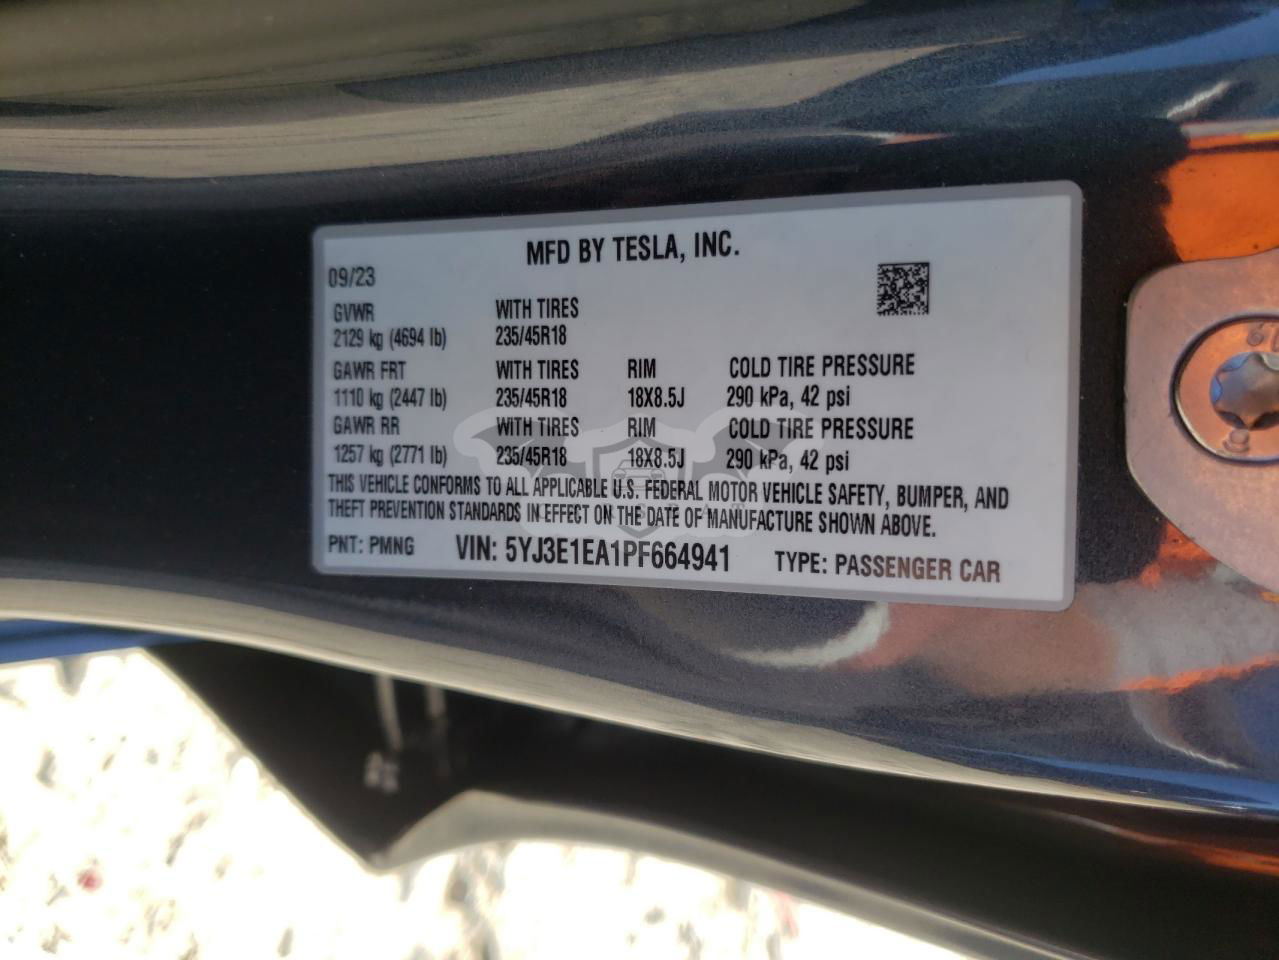 MFD BY TESLA, INC.
09/23
GVWR WITH TIRES
2129 kg (4694 lb) 235/45R18
GAWR FRT WITH TIRES RIM COLD TIRE PRESSURE
1110 kg (2447 lb) 235/45R18 18X8.5J 290 kPa, 42 psi
GAWR RR WITH TIRES RIM COLD TIRE PRESSURE
1257 kg (2771 lb) 235/45R18 18X8.5J 290 kPa, 42 psi
THIS VEHICLE CONFORMS TO ALL APPLICABLE U.S. FEDERAL MOTOR VEHICLE SAFETY, BUMPER, AND
THEFT PREVENTION STANDARDS IN EFFECT ON THE DATE OF MANUFACTURE SHOWN ABOVE.
PNT: PMNG VIN: 5YJ3E1EA1PF664941 TYPE: PASSENGER CAR